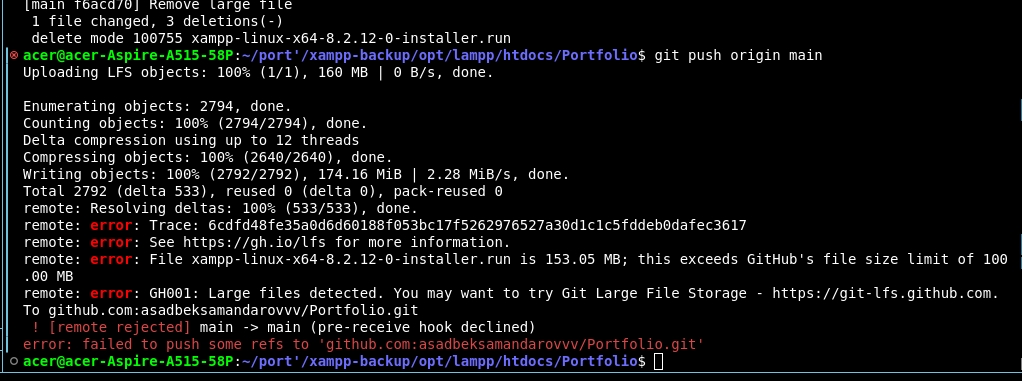 [main f6acd70] Remove large file
 1 file changed, 3 deletions(-)
 delete mode 100755 xampp-linux-x64-8.2.12-0-installer.run
acer@acer-Aspire-A515-58P:~/port'/xampp-backup/opt/lampp/htdocs/Portfolio$ git push origin main
Uploading LFS objects: 100% (1/1), 160 MB | 0 B/s, done.

Enumerating objects: 2794, done.
Counting objects: 100% (2794/2794), done.
Delta compression using up to 12 threads
Compressing objects: 100% (2640/2640), done.
Writing objects: 100% (2792/2792), 174.16 MiB | 2.28 MiB/s, done.
Total 2792 (delta 533), reused 0 (delta 0), pack-reused 0
remote: Resolving deltas: 100% (533/533), done.
remote: error: Trace: 6cdfd48fe35a0d6d60188f053bc17f5262976527a30d1c1c5fddeb0dafec3617
remote: error: See https://gh.io/lfs for more information.
remote: error: File xampp-linux-x64-8.2.12-0-installer.run is 153.05 MB; this exceeds GitHub's file size limit of 100
.00 MB
remote: error: GH001: Large files detected. You may want to try Git Large File Storage - https://git-lfs.github.com.
To github.com:asadbeksamandarovvv/Portfolio.git
 ! [remote rejected] main -> main (pre-receive hook declined)
error: failed to push some refs to 'github.com:asadbeksamandarovvv/Portfolio.git'
acer@acer-Aspire-A515-58P:~/port'/xampp-backup/opt/lampp/htdocs/Portfolio$